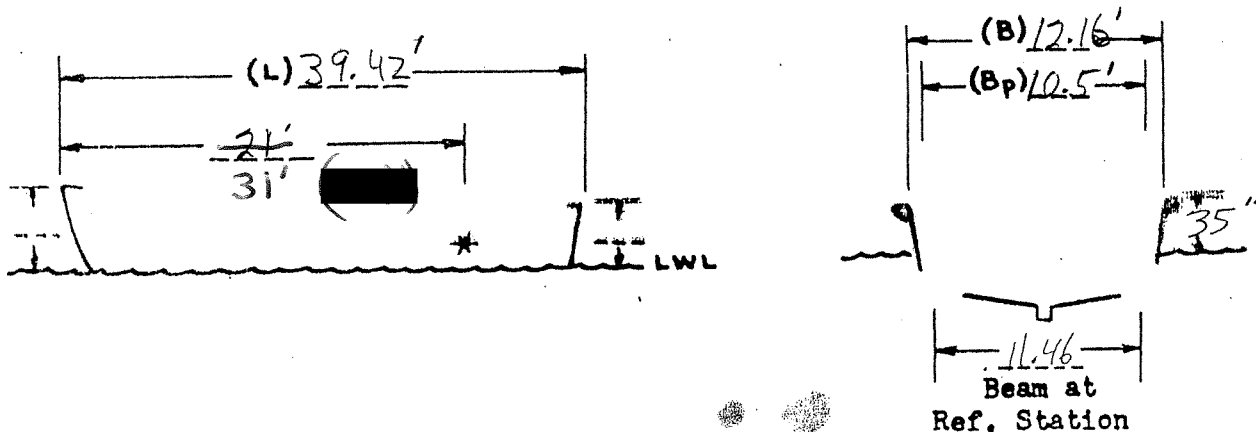 (L) 39.42'
21'
31'
LWL
(B) 12.16'
(Bp) 10.5'
35"
11.46
Beam at
Ref. Station